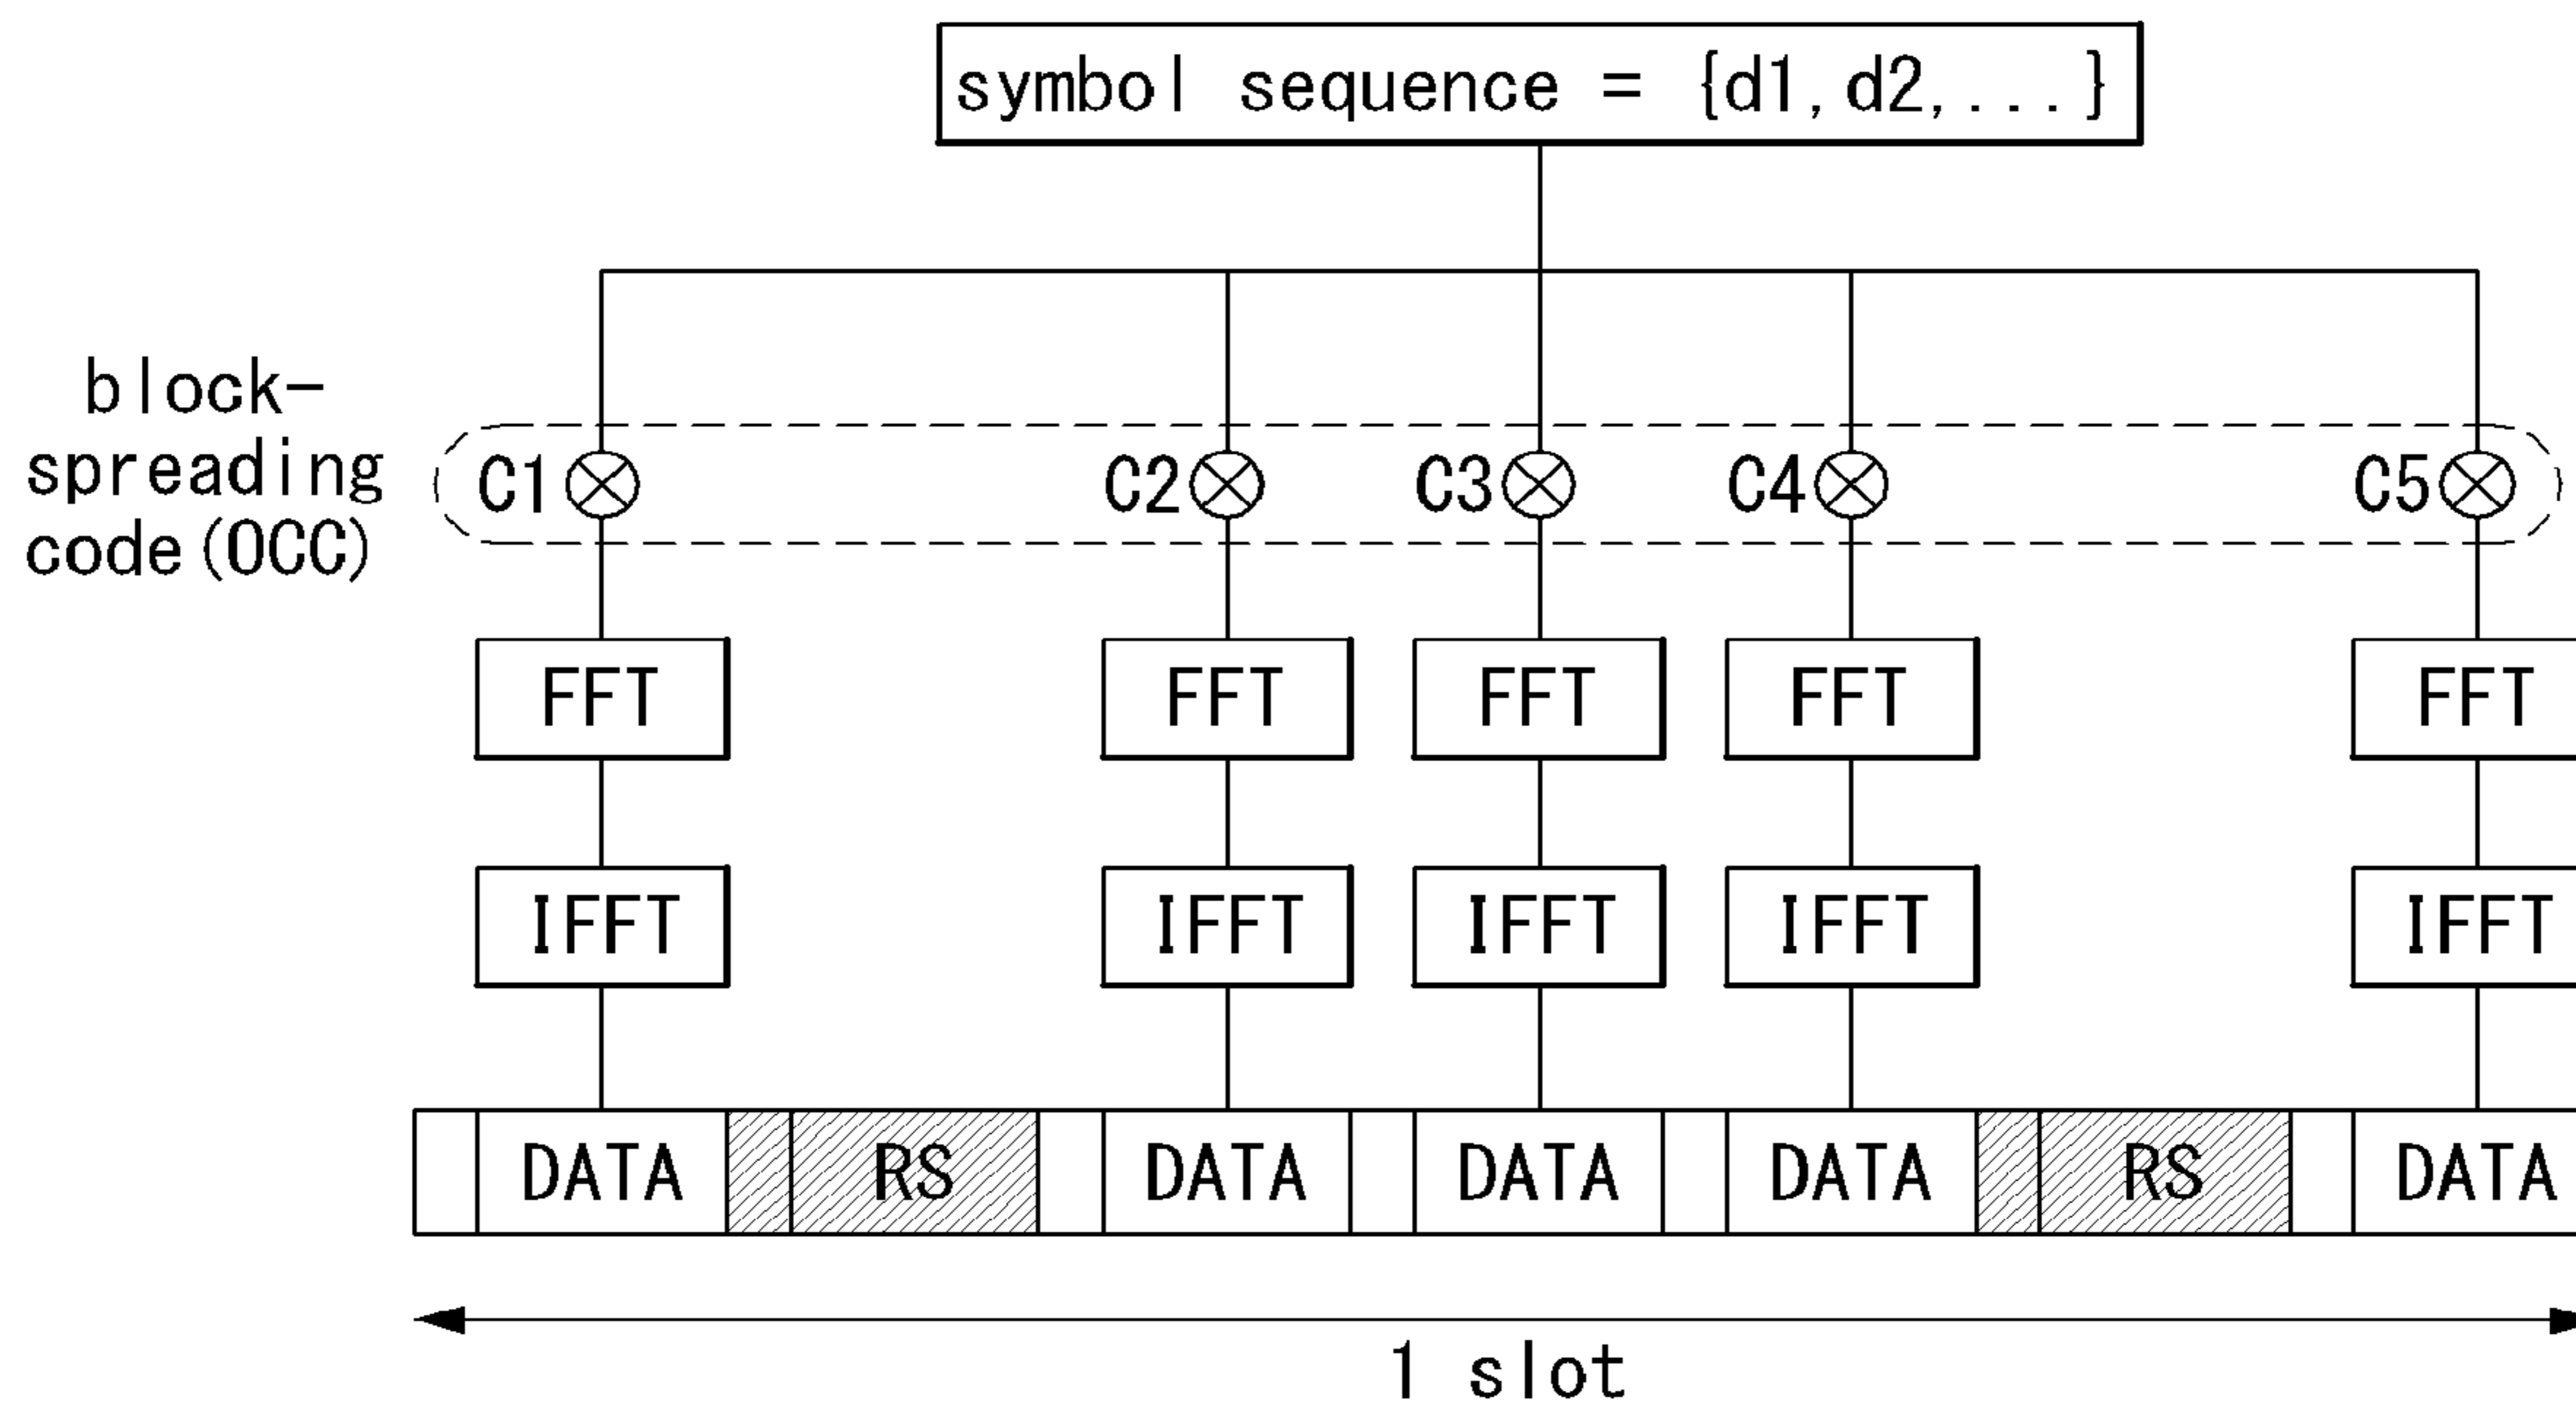 symbol sequence = {d1,d2,...}
block-
spreading
code(OCC)
C1 C2 C3 C4 C5
FFT FFT FFT FFT FFT
IFFT IFFT IFFT IFFT IFFT
DATA RS DATA DATA DATA RS DATA
1 slot